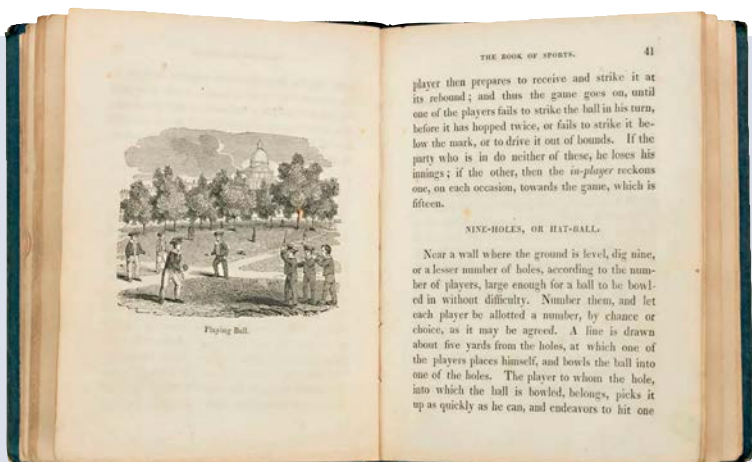 Playing Ball.
THE BOOK OF SPORTS. 41
player then prepares to receive and strike it at
its rebound; and thus the game goes on, until
one of the players fails to strike the ball in his turn,
before it has hopped twice, or fails to strike it be-
low the mark, or to drive it out of bounds. If the
party who is in do neither of these, he loses his
innings; if the other, then the in-player reckons
one, on each occasion, towards the game, which is
fifteen.
NINE-HOLES, OR HAT-BALL.
Near a wall where the ground is level, dig nine,
or a lesser number of holes, according to the num-
ber of players, large enough for a ball to be bowl-
ed in without difficulty. Number them, and let
each player be allotted a number, by chance or
choice, as it may be agreed. A line is drawn
about five yards from the holes, at which one of
the players places himself, and bowls the ball into
one of the holes. The player to whom the hole,
into which the ball is bowled, belongs, picks it
up as quickly as he can, and endeavors to hit one